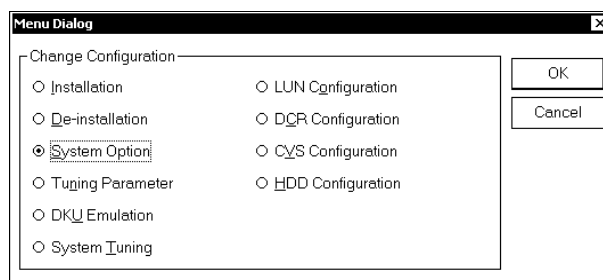 Menu Dialog
Change Configuration
Installation
De-installation
System Option
Tuning Parameter
DKU Emulation
System Tuning
LUN Configuration
DCR Configuration
CVS Configuration
HDD Configuration
OK
Cancel